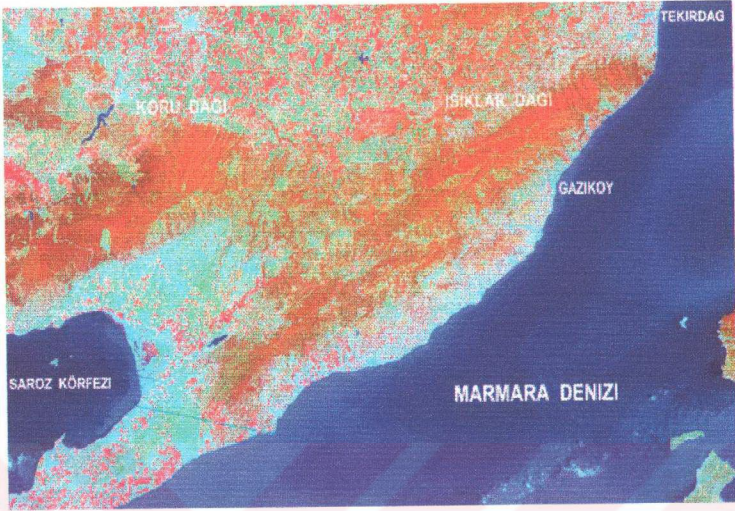 TEKIRDAG
KORU DAGI
ISIKLAR DAGI
GAZIKOY
SAROZ KÖRFEZI
MARMARA DENIZI